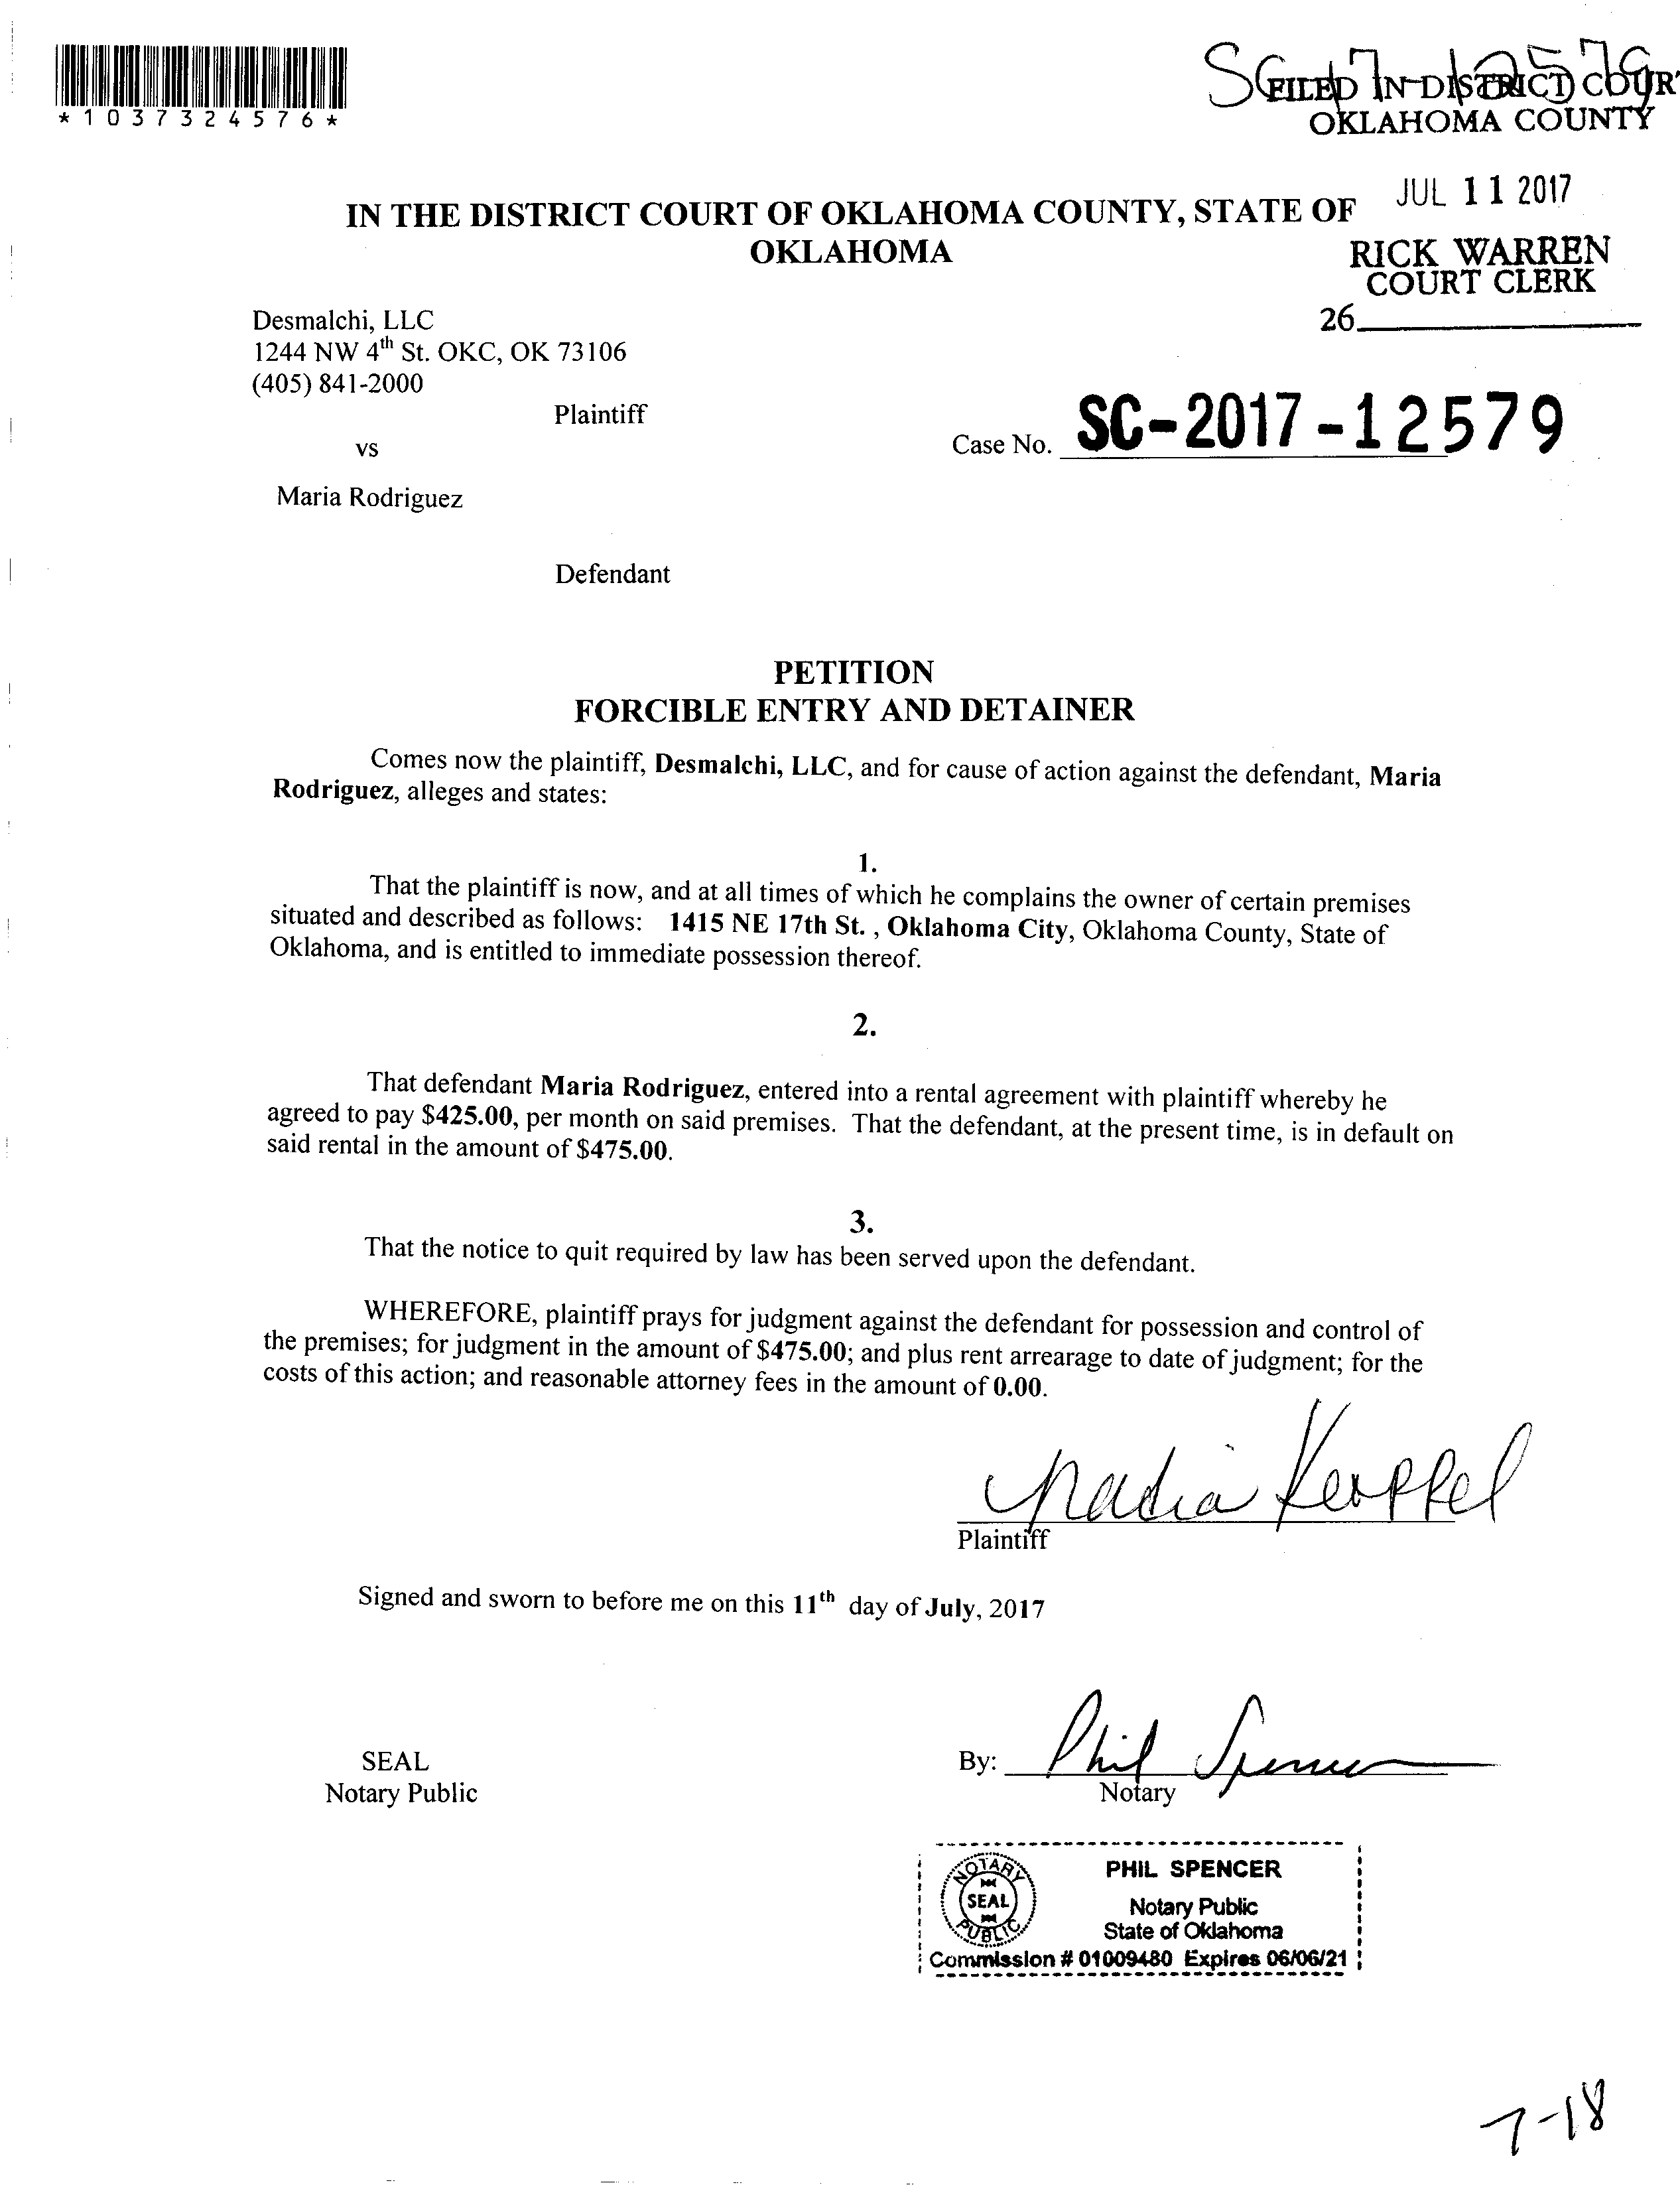 *1037324576*
SC-17-12579
FILED IN DISTRICT COUR
OKLAHOMA COUNTY
JUL 11 2017
RICK WARREN
COURT CLERK
26
IN THE DISTRICT COURT OF OKLAHOMA COUNTY, STATE OF
OKLAHOMA
Desmalchi, LLC
1244 NW 4th St. OKC, OK 73106
(405) 841-2000
Plaintiff
vs
Case No. SC-2017-12579
Maria Rodriguez
Defendant
PETITION
FORCIBLE ENTRY AND DETAINER
Comes now the plaintiff, Desmalchi, LLC, and for cause of action against the defendant, Maria
Rodriguez, alleges and states:
1.
That the plaintiff is now, and at all times of which he complains the owner of certain premises
situated and described as follows: 1415 NE 17th St. , Oklahoma City, Oklahoma County, State of
Oklahoma, and is entitled to immediate possession thereof.
2.
That defendant Maria Rodriguez, entered into a rental agreement with plaintiff whereby he
agreed to pay $425.00, per month on said premises. That the defendant, at the present time, is in default on
said rental in the amount of $475.00.
3.
That the notice to quit required by law has been served upon the defendant.
WHEREFORE, plaintiff prays for judgment against the defendant for possession and control of
the premises; for judgment in the amount of $475.00; and plus rent arrearage to date of judgment; for the
costs of this action; and reasonable attorney fees in the amount of 0.00.
Nadia Keppel
Plaintiff
Signed and sworn to before me on this 11th day of July, 2017
SEAL
Notary Public
By: Phil Spencer
Notary
NOTARY
SEAL
PUBLIC
PHIL SPENCER
Notary Public
State of Oklahoma
Commission # 01009480 Expires 06/06/21
7-18